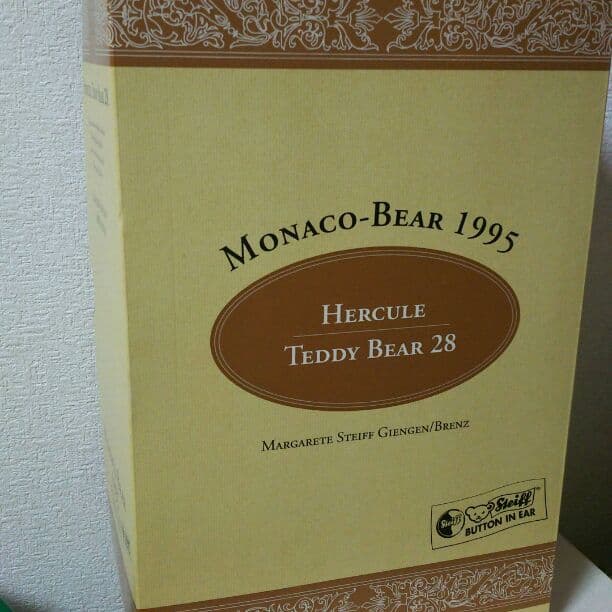 Monaco-Bear 1995
Hercule
Teddy Bear 28
Margarete Steiff Giengen/Brenz
Steiff
Steiff
BUTTON IN EAR